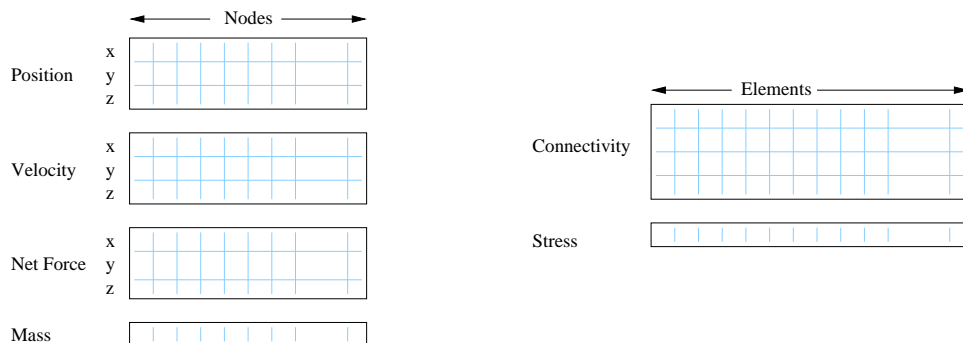 Nodes
Position
x
y
z
Velocity
x
y
z
Net Force
x
y
z
Mass
Elements
Connectivity
Stress